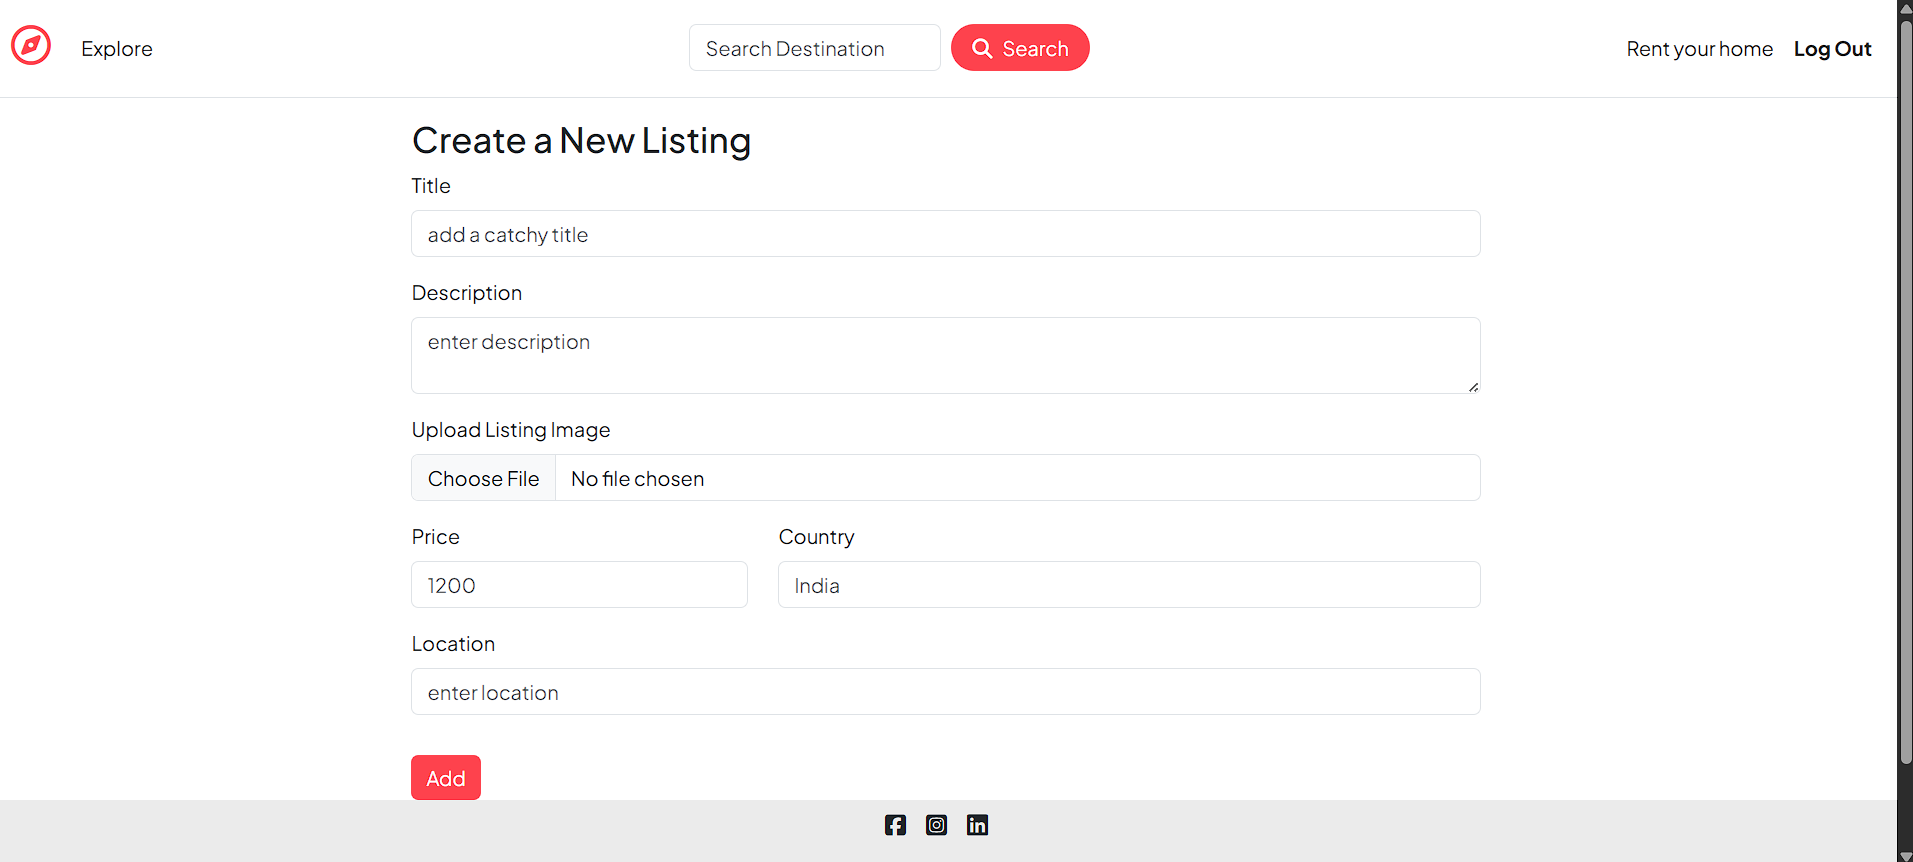 Explore
Search Destination
Search
Rent your home
Log Out
Create a New Listing
Title
add a catchy title
Description
enter description
Upload Listing Image
Choose File No file chosen
Price
Country
1200
India
Location
enter location
Add